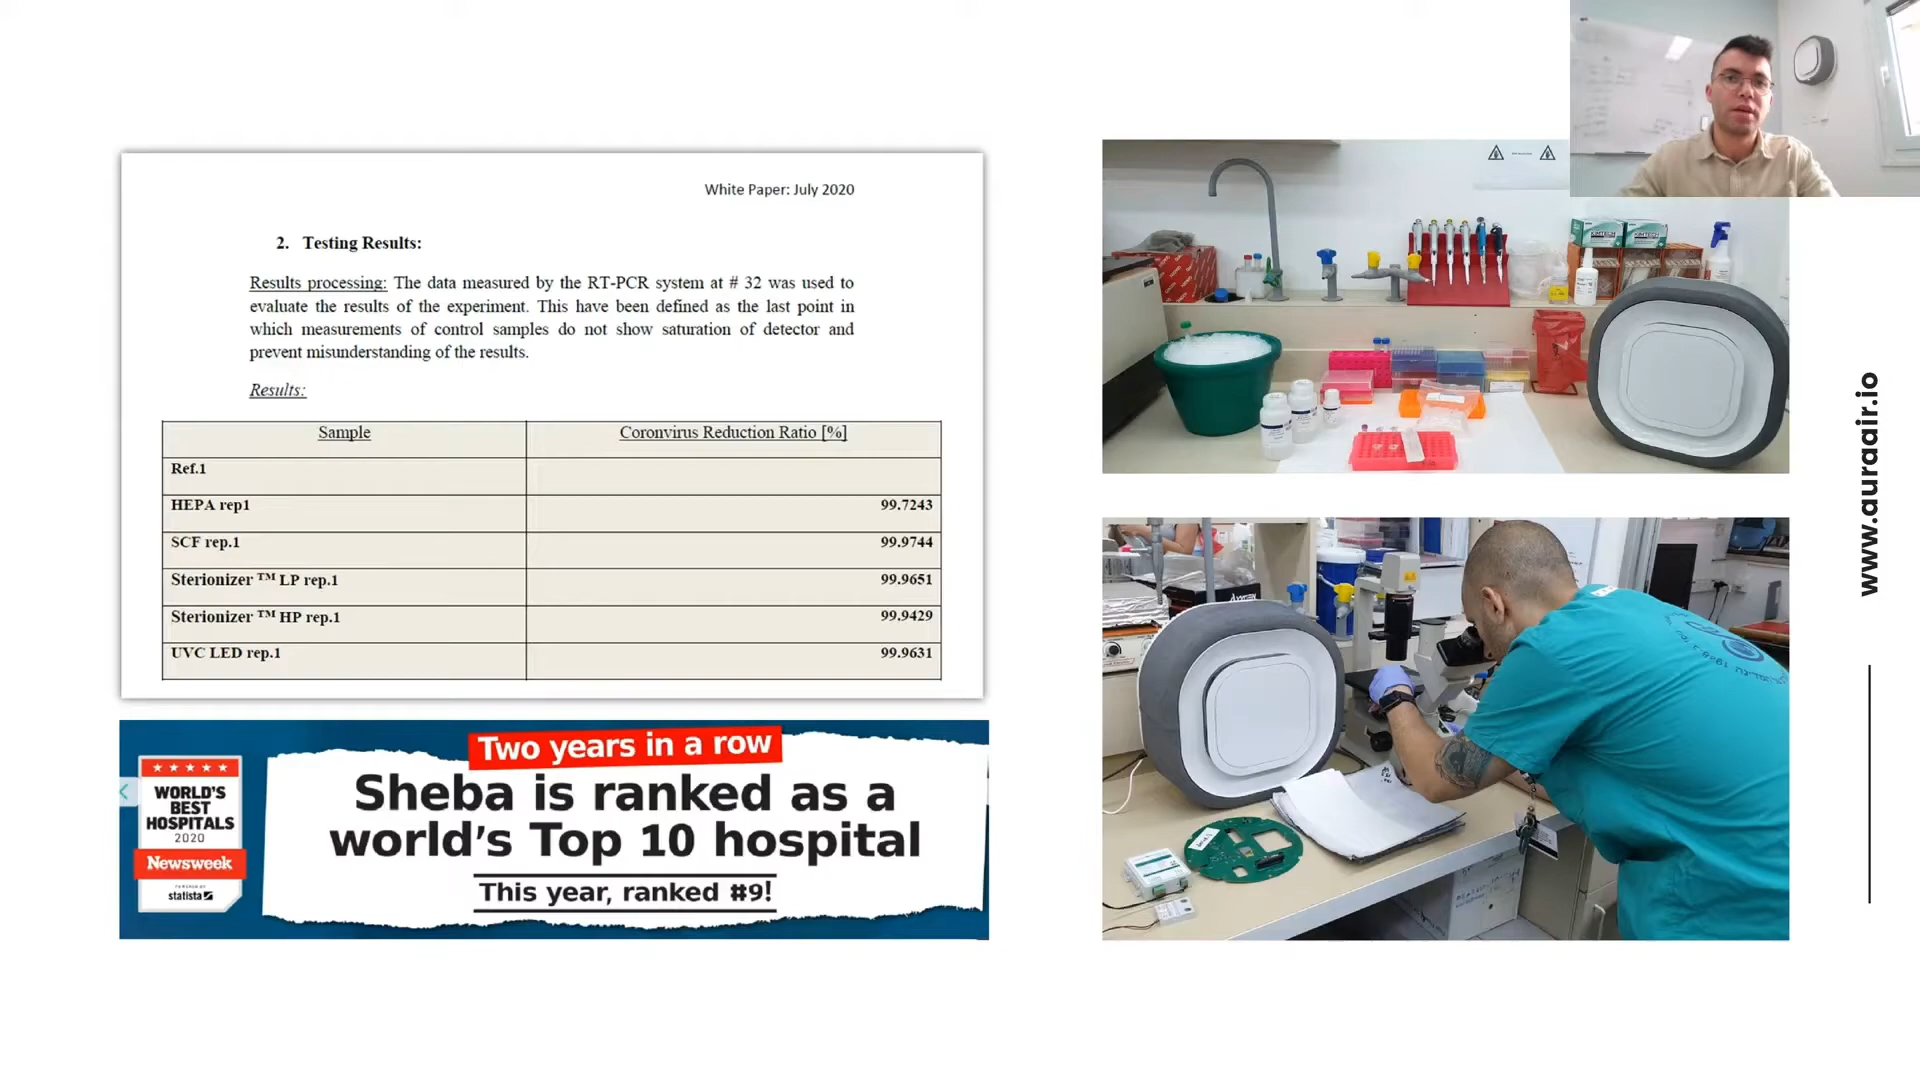 White Paper: July 2020
2. Testing Results:
Results processing: The data measured by the RT-PCR system at # 32 was used to
evaluate the results of the experiment. This have been defined as the last point in
which measurements of control samples do not show saturation of detector and
prevent misunderstanding of the results.
Results:
Sample Coronvirus Reduction Ratio [%]
Ref.1
HEPA rep1 99.7243
SCF rep.1 99.9744
Sterionizer ™ LP rep.1 99.9651
Sterionizer ™ HP rep.1 99.9429
UVC LED rep.1 99.9631
Two years in a row
Sheba is ranked as a
world's Top 10 hospital
This year, ranked #9!
WORLD'S
BEST
HOSPITALS
2020
Newsweek
POWERED BY
statista
KIMTECH
KIMTECH
www.auraair.io